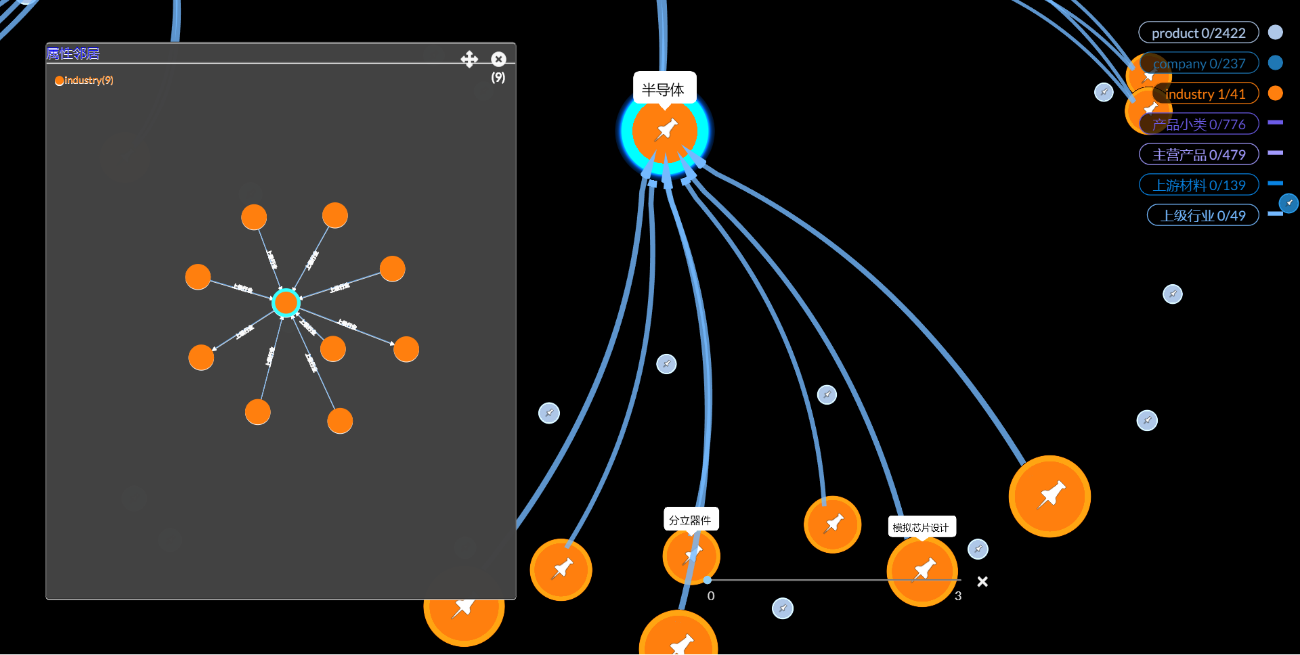 属性邻居
industry(9)
(9)
半导体
分立器件
模拟芯片设计
0
3
product 0/2422
company 0/237
industry 1/41
产品小类 0/776
主营产品 0/479
上游材料 0/139
上级行业 0/49